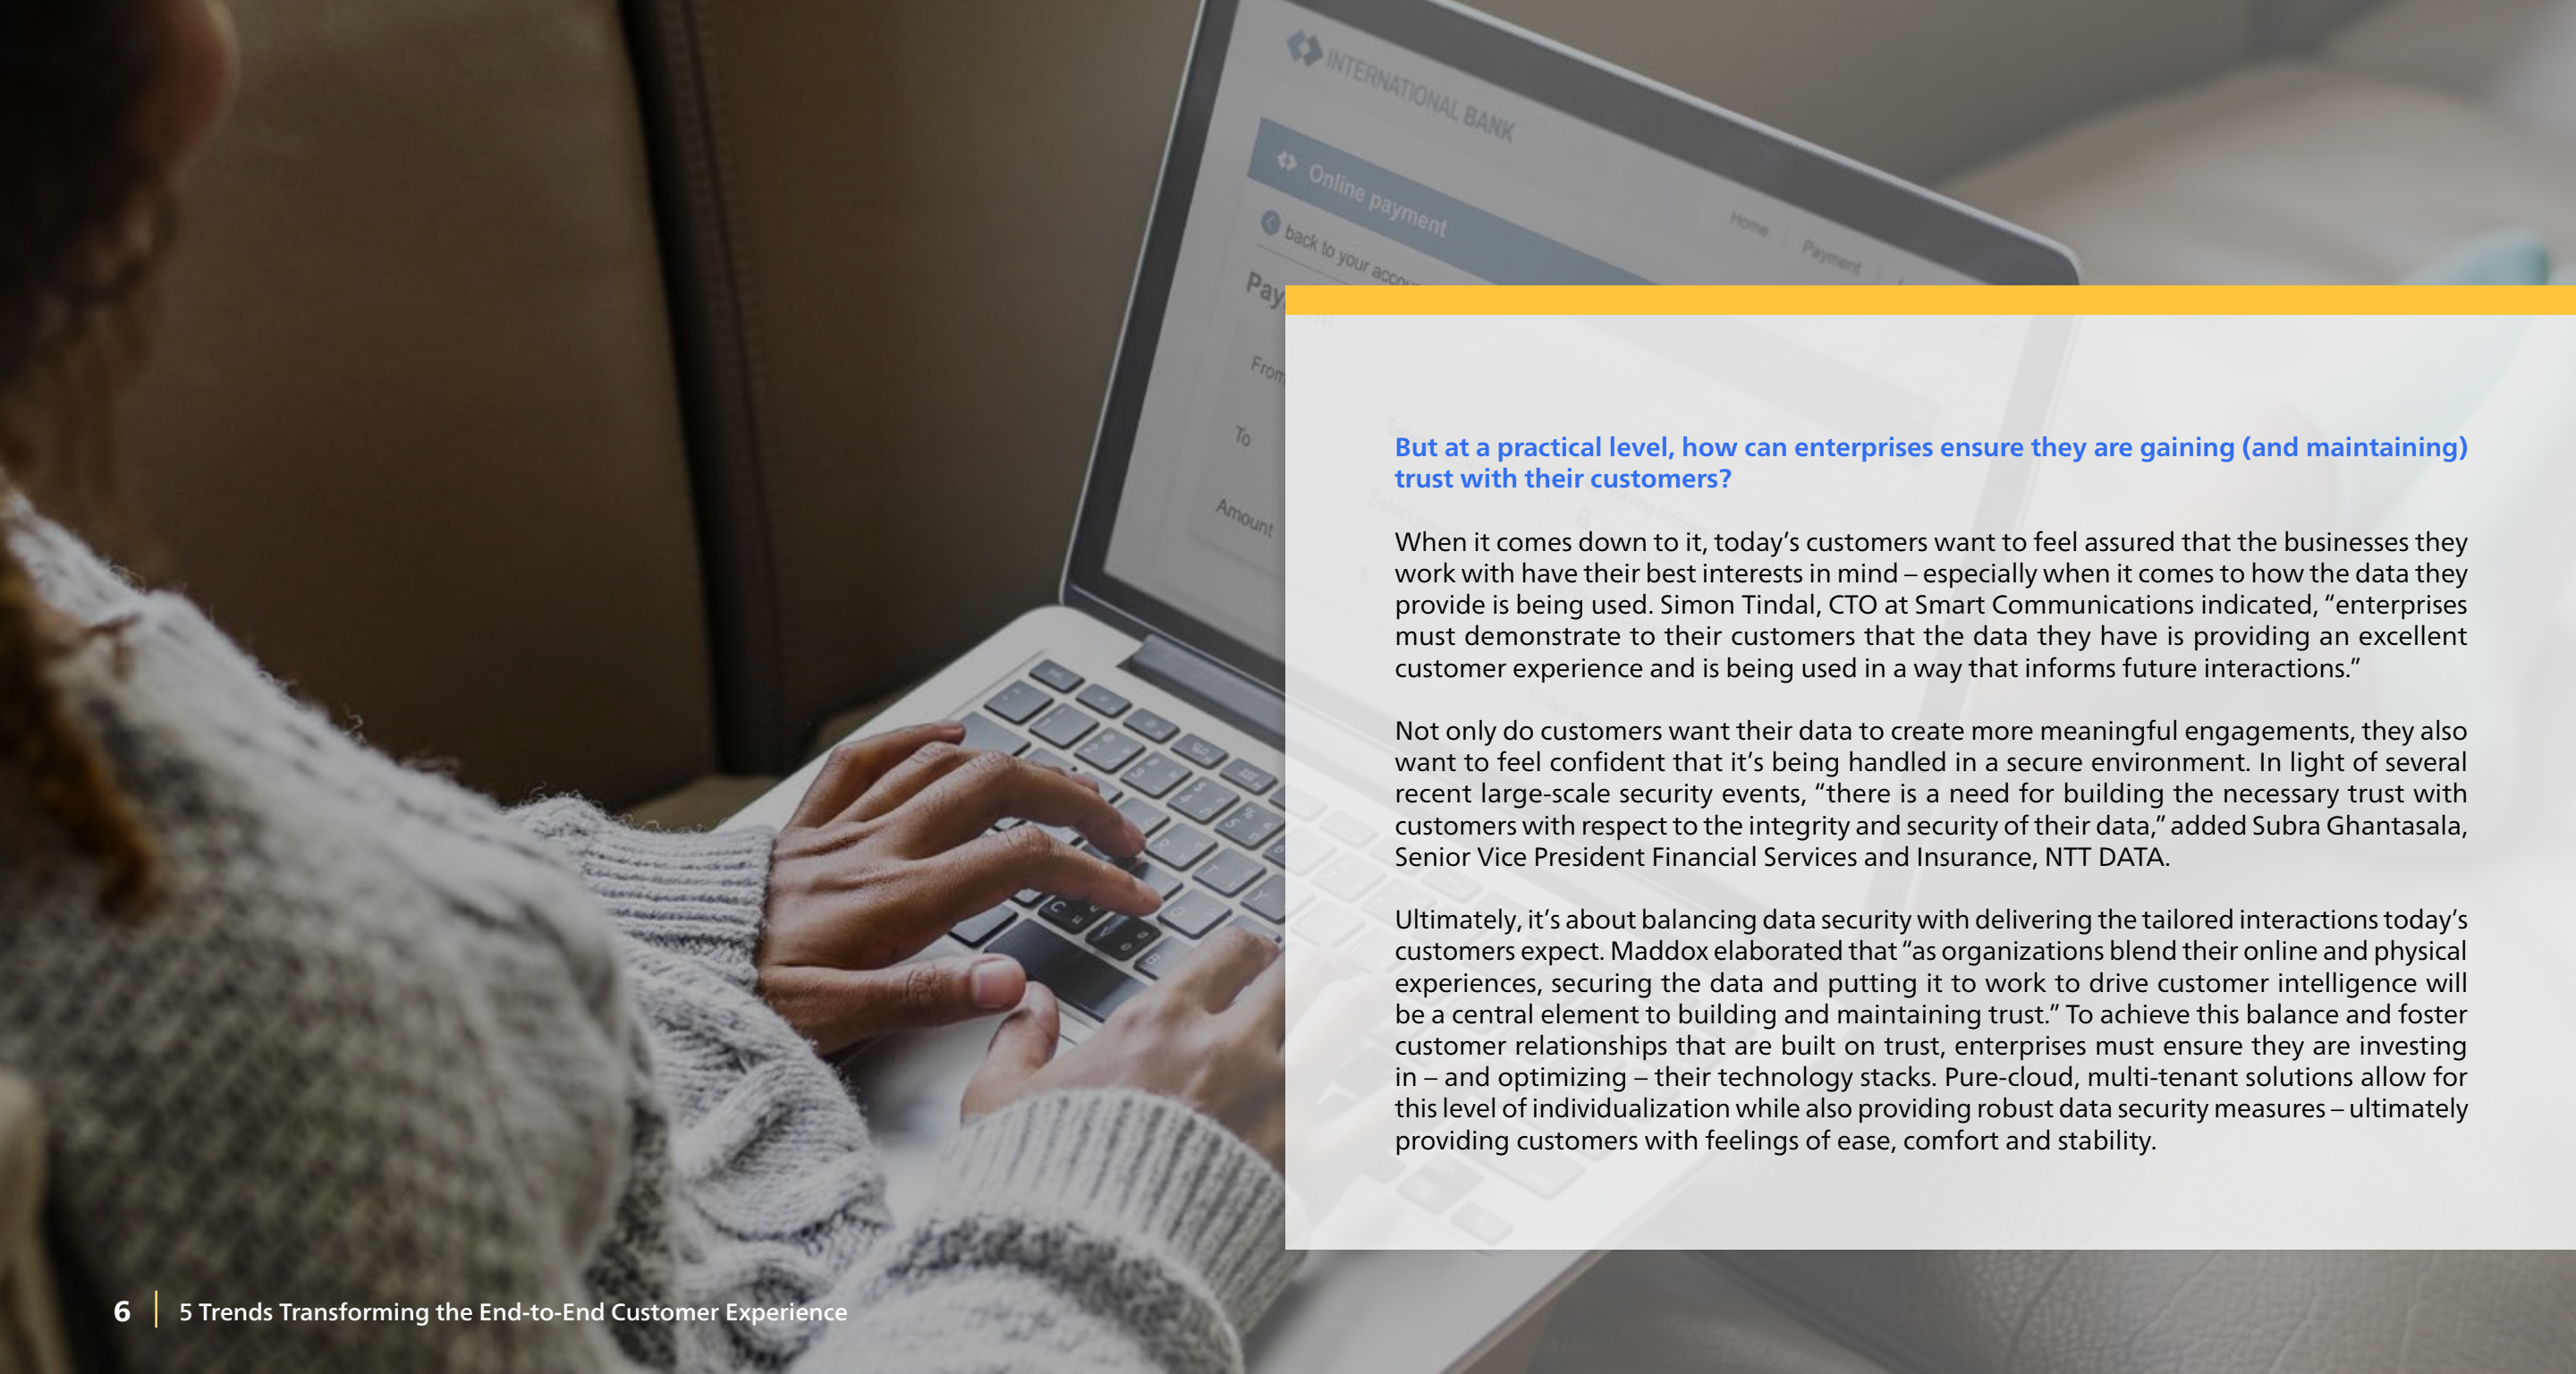 INTERNATIONAL BANK
Online payment
Home
Payment
back to your
From
To
Amount
But at a practical level, how can enterprises ensure they are gaining (and maintaining)
trust with their customers?
When it comes down to it, today’s customers want to feel assured that the businesses they
work with have their best interests in mind – especially when it comes to how the data they
provide is being used. Simon Tindal, CTO at Smart Communications indicated, “enterprises
must demonstrate to their customers that the data they have is providing an excellent
customer experience and is being used in a way that informs future interactions.”
Not only do customers want their data to create more meaningful engagements, they also
want to feel confident that it’s being handled in a secure environment. In light of several
recent large-scale security events, “there is a need for building the necessary trust with
customers with respect to the integrity and security of their data,” added Subra Ghantasala,
Senior Vice President Financial Services and Insurance, NTT DATA.
Ultimately, it’s about balancing data security with delivering the tailored interactions today’s
customers expect. Maddox elaborated that “as organizations blend their online and physical
experiences, securing the data and putting it to work to drive customer intelligence will
be a central element to building and maintaining trust.” To achieve this balance and foster
customer relationships that are built on trust, enterprises must ensure they are investing
in – and optimizing – their technology stacks. Pure-cloud, multi-tenant solutions allow for
this level of individualization while also providing robust data security measures – ultimately
providing customers with feelings of ease, comfort and stability.
6
5 Trends Transforming the End-to-End Customer Experience